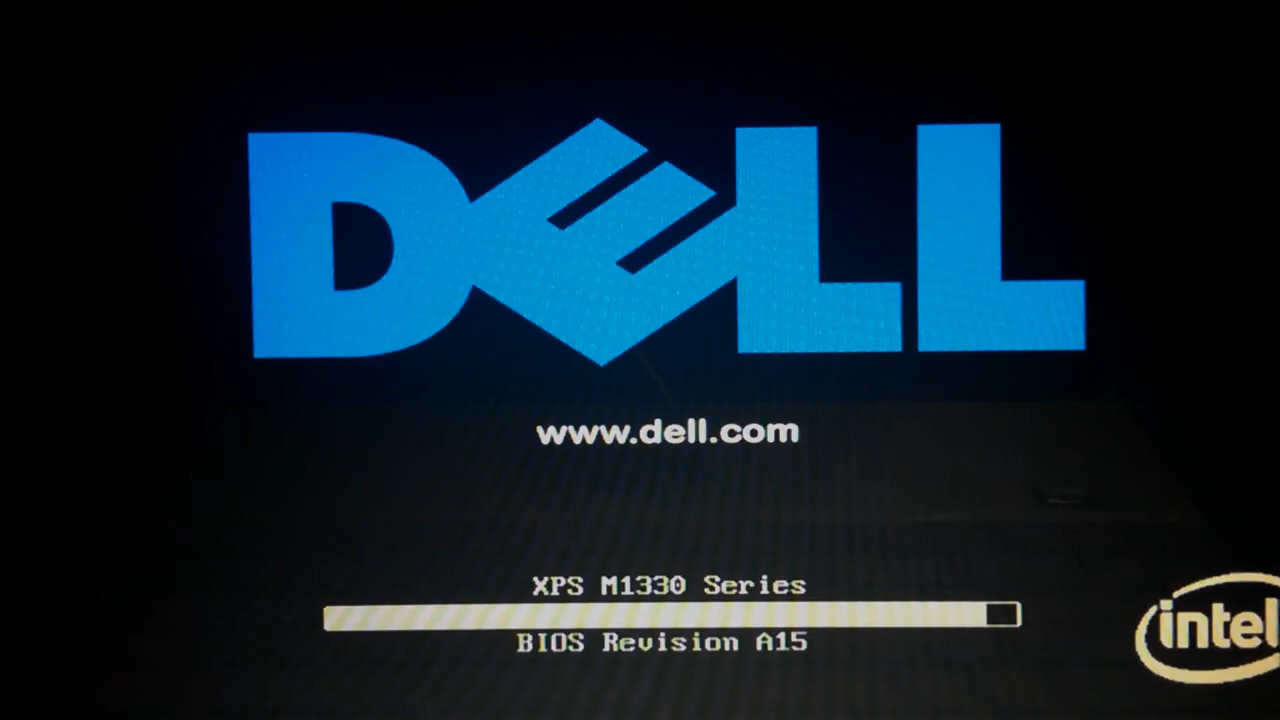 DELL
www.dell.com
XPS M1330 Series
BIOS Revision A15
intel